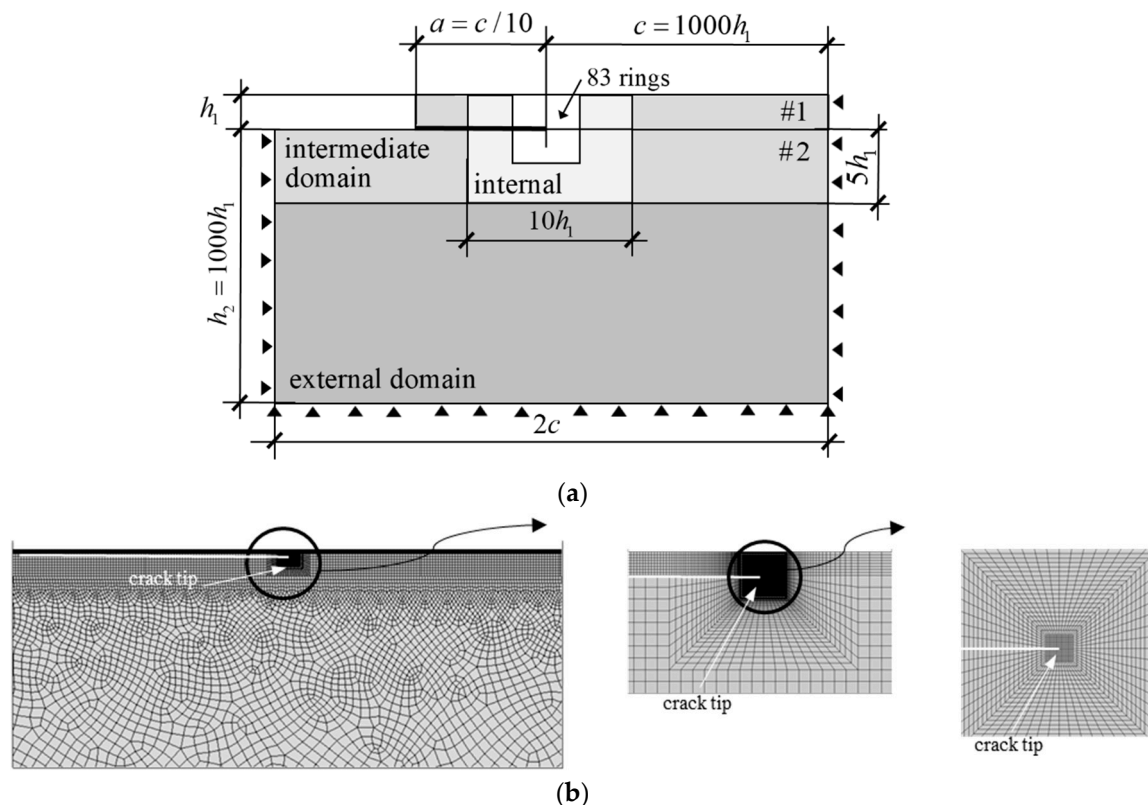 a = c / 10
c = 1000h₁
83 rings
h₁
#1
#2
intermediate
domain
internal
5h₁
10h₁
h₂ = 1000h₁
external domain
2c
(a)
crack tip
crack tip
crack tip
(b)